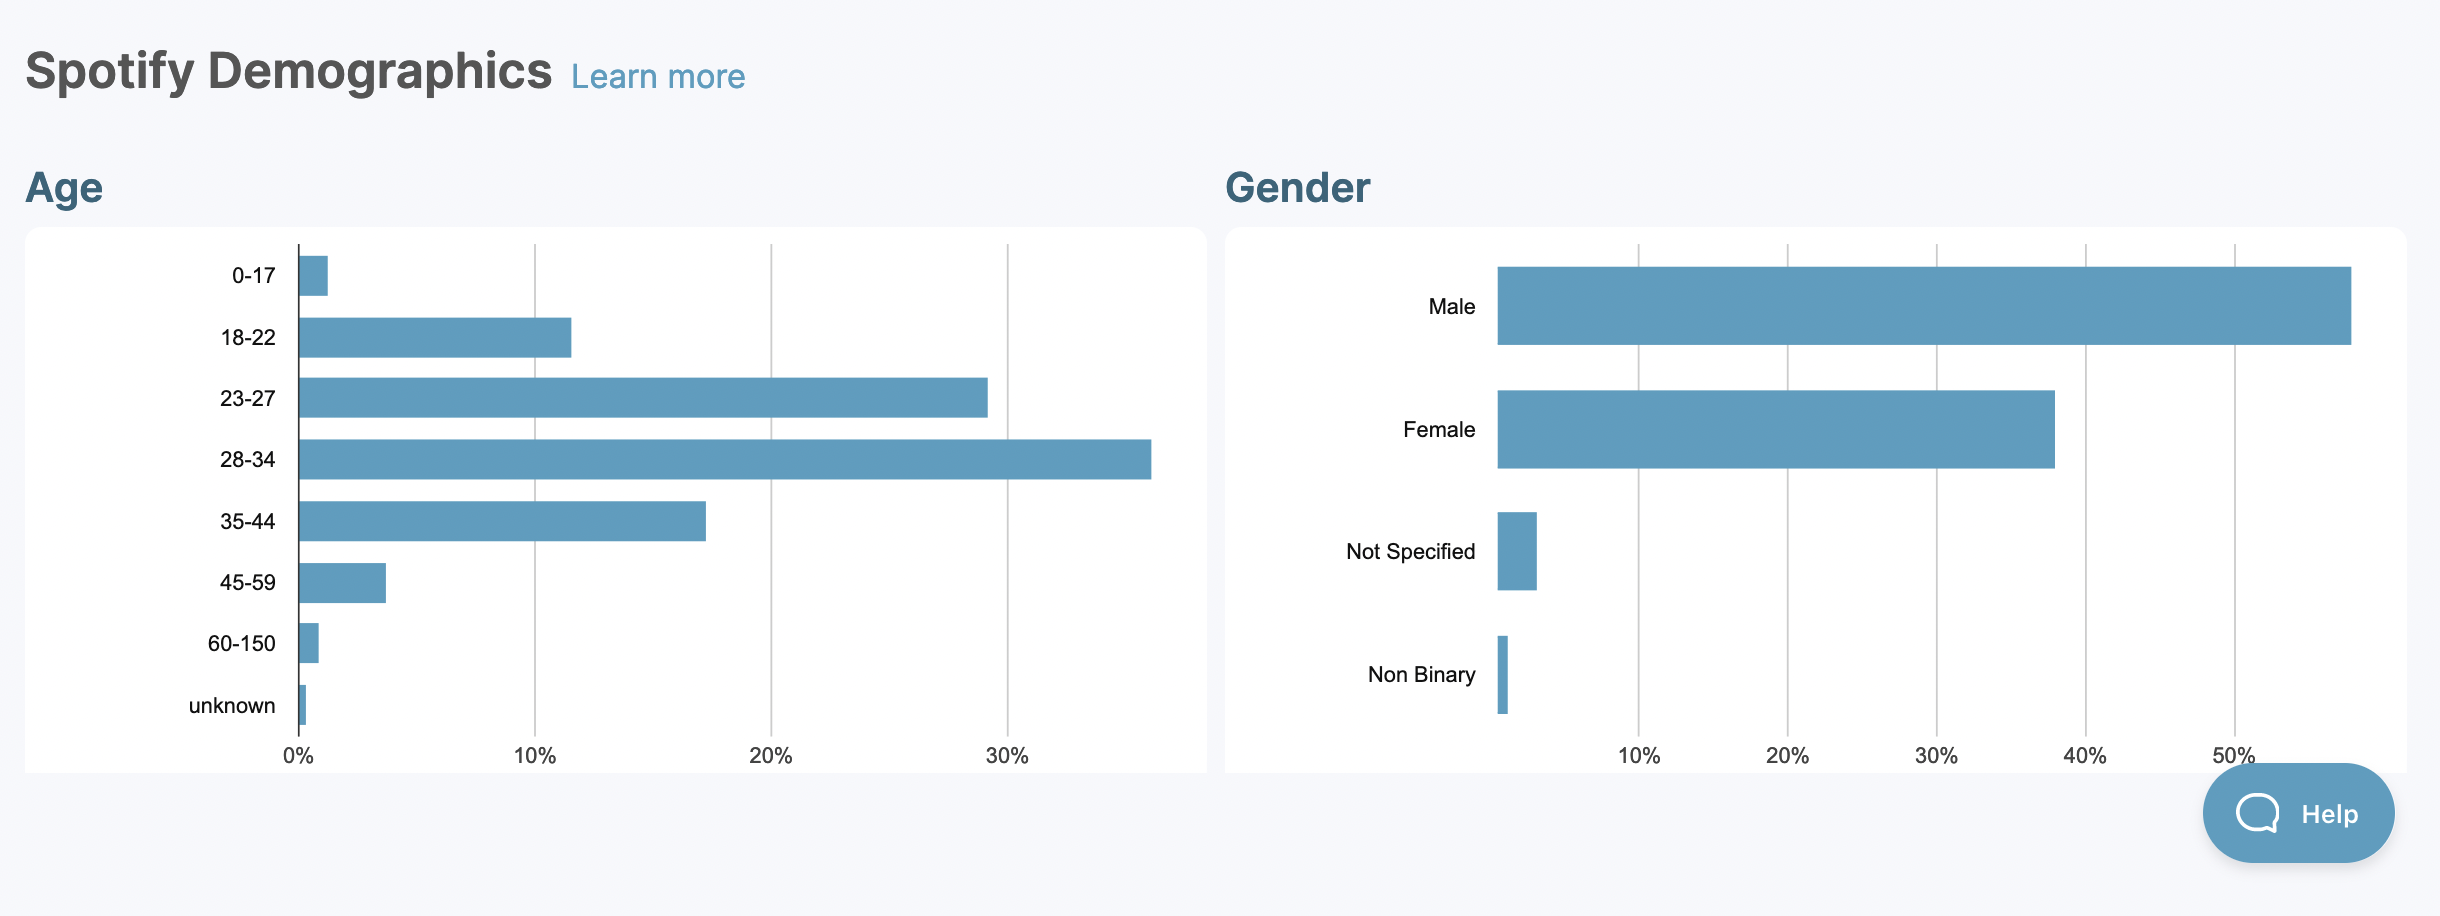 Spotify Demographics Learn more
Age
0-17
18-22
23-27
28-34
35-44
45-59
60-150
unknown
0% 10% 20% 30%
Gender
Male
Female
Not Specified
Non Binary
10% 20% 30% 40% 50%
Help